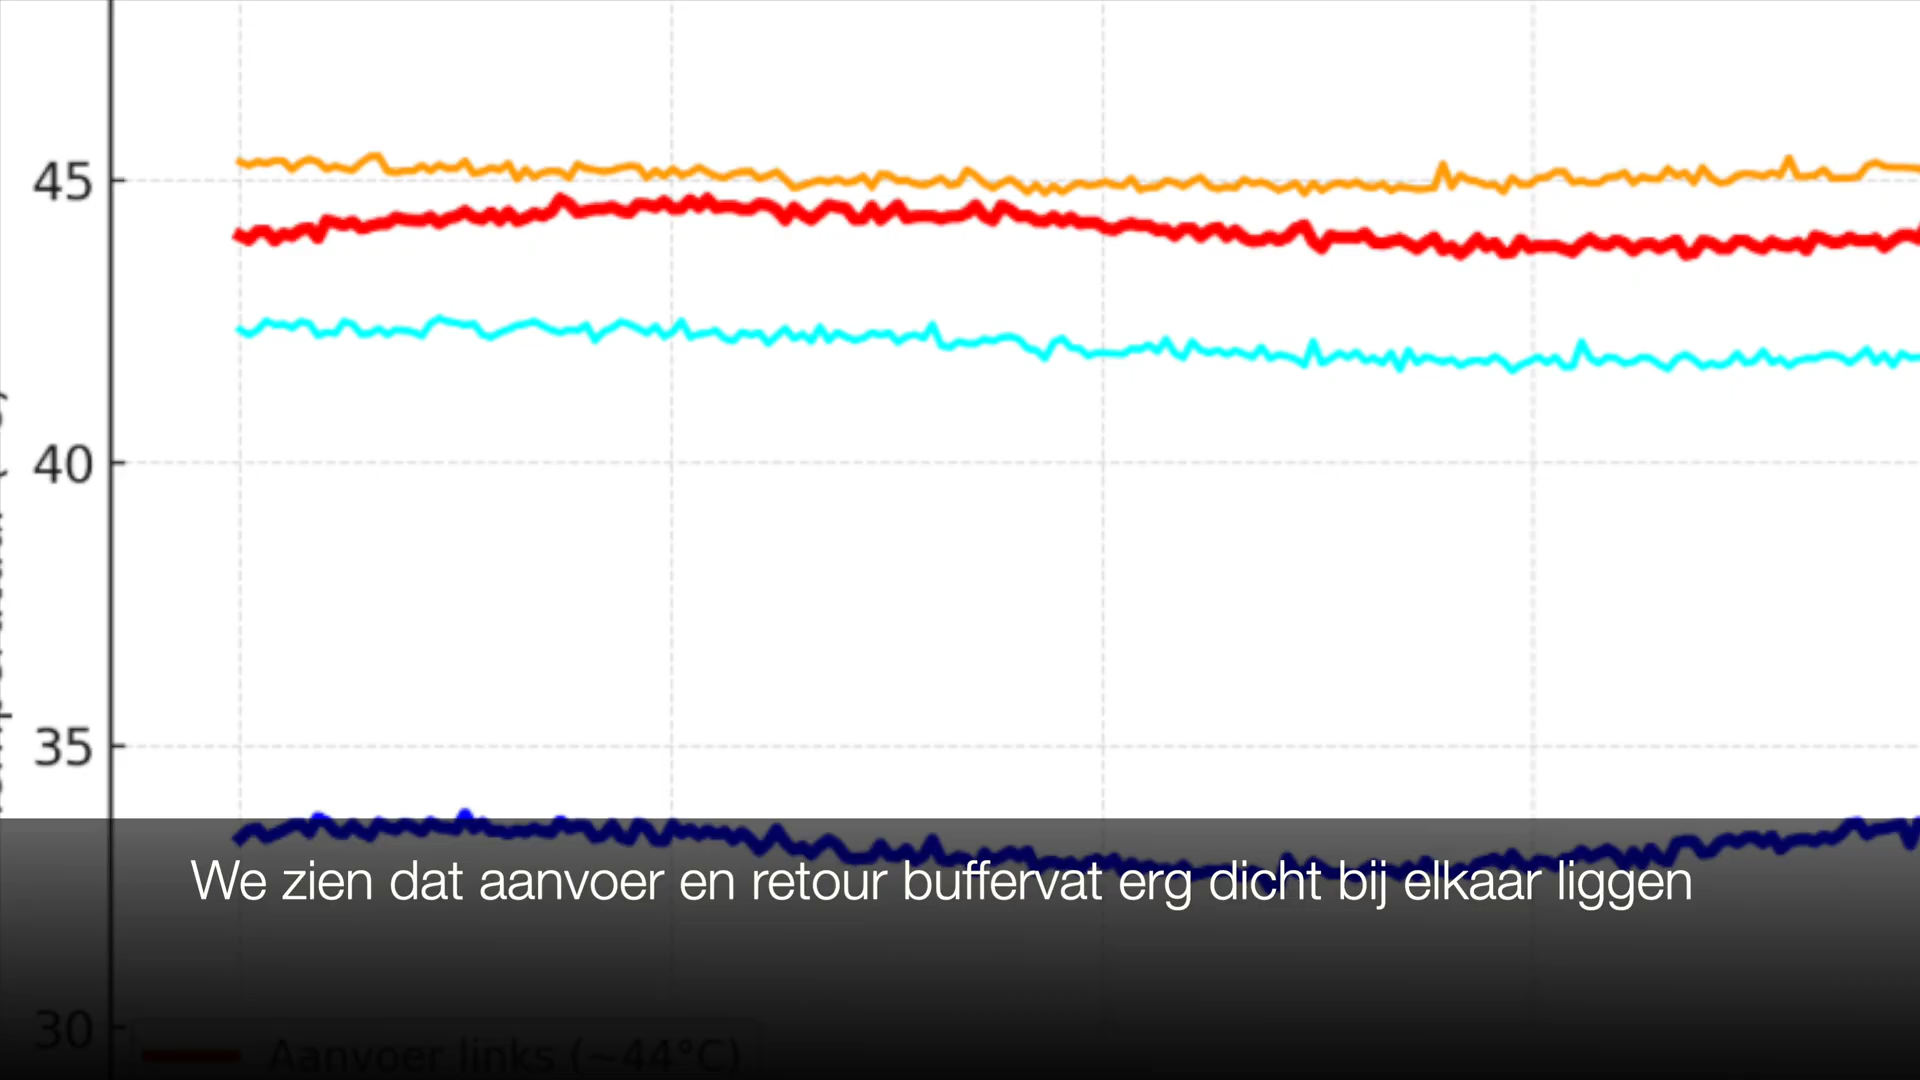 45
40
35
We zien dat aanvoer en retour buffervat erg dicht bij elkaar liggen
30
Aanvoer links (~44°C)